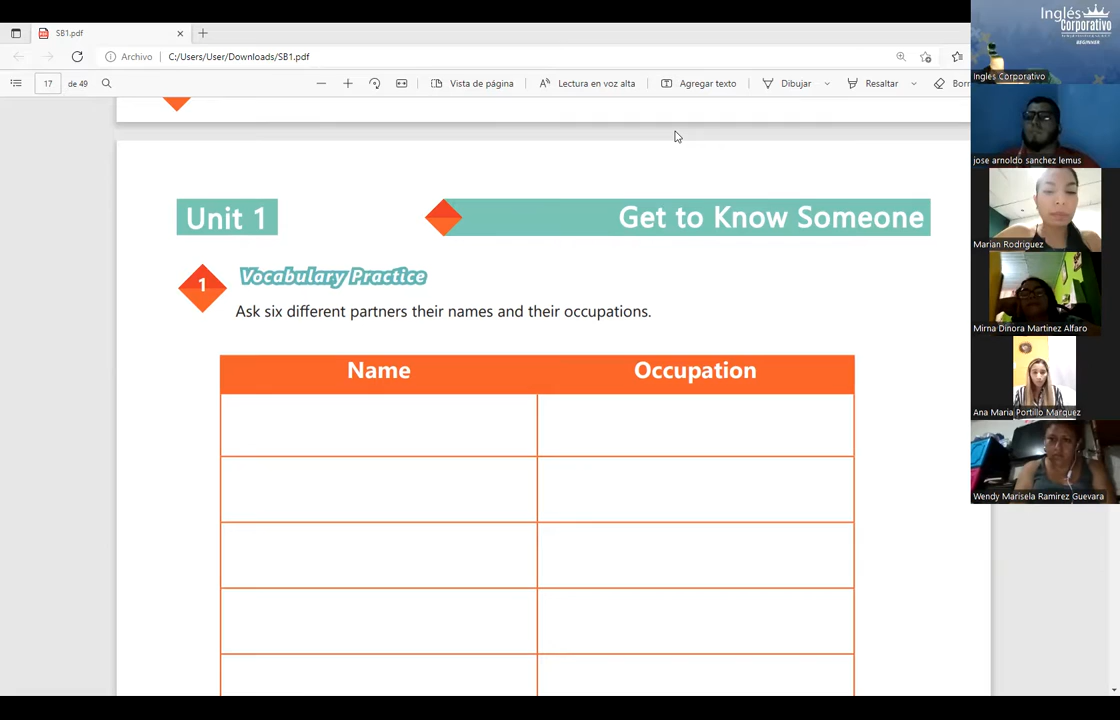 SB1.pdf
Archivo
C:/Users/User/Downloads/SB1.pdf
17
de 49
Vista de página
Lectura en voz alta
Agregar texto
Dibujar
Resaltar
Borr
Unit 1
Get to Know Someone
1
Vocabulary Practice
Ask six different partners their names and their occupations.
Name
Occupation
Inglés
Corporativo
BEGINNER
Ingles Corporativo
jose arnoldo sanchez lemus
Marian Rodriguez
Mirna Dinora Martinez Alfaro
Ana Maria Portillo Marquez
Wendy Marisela Ramirez Guevara